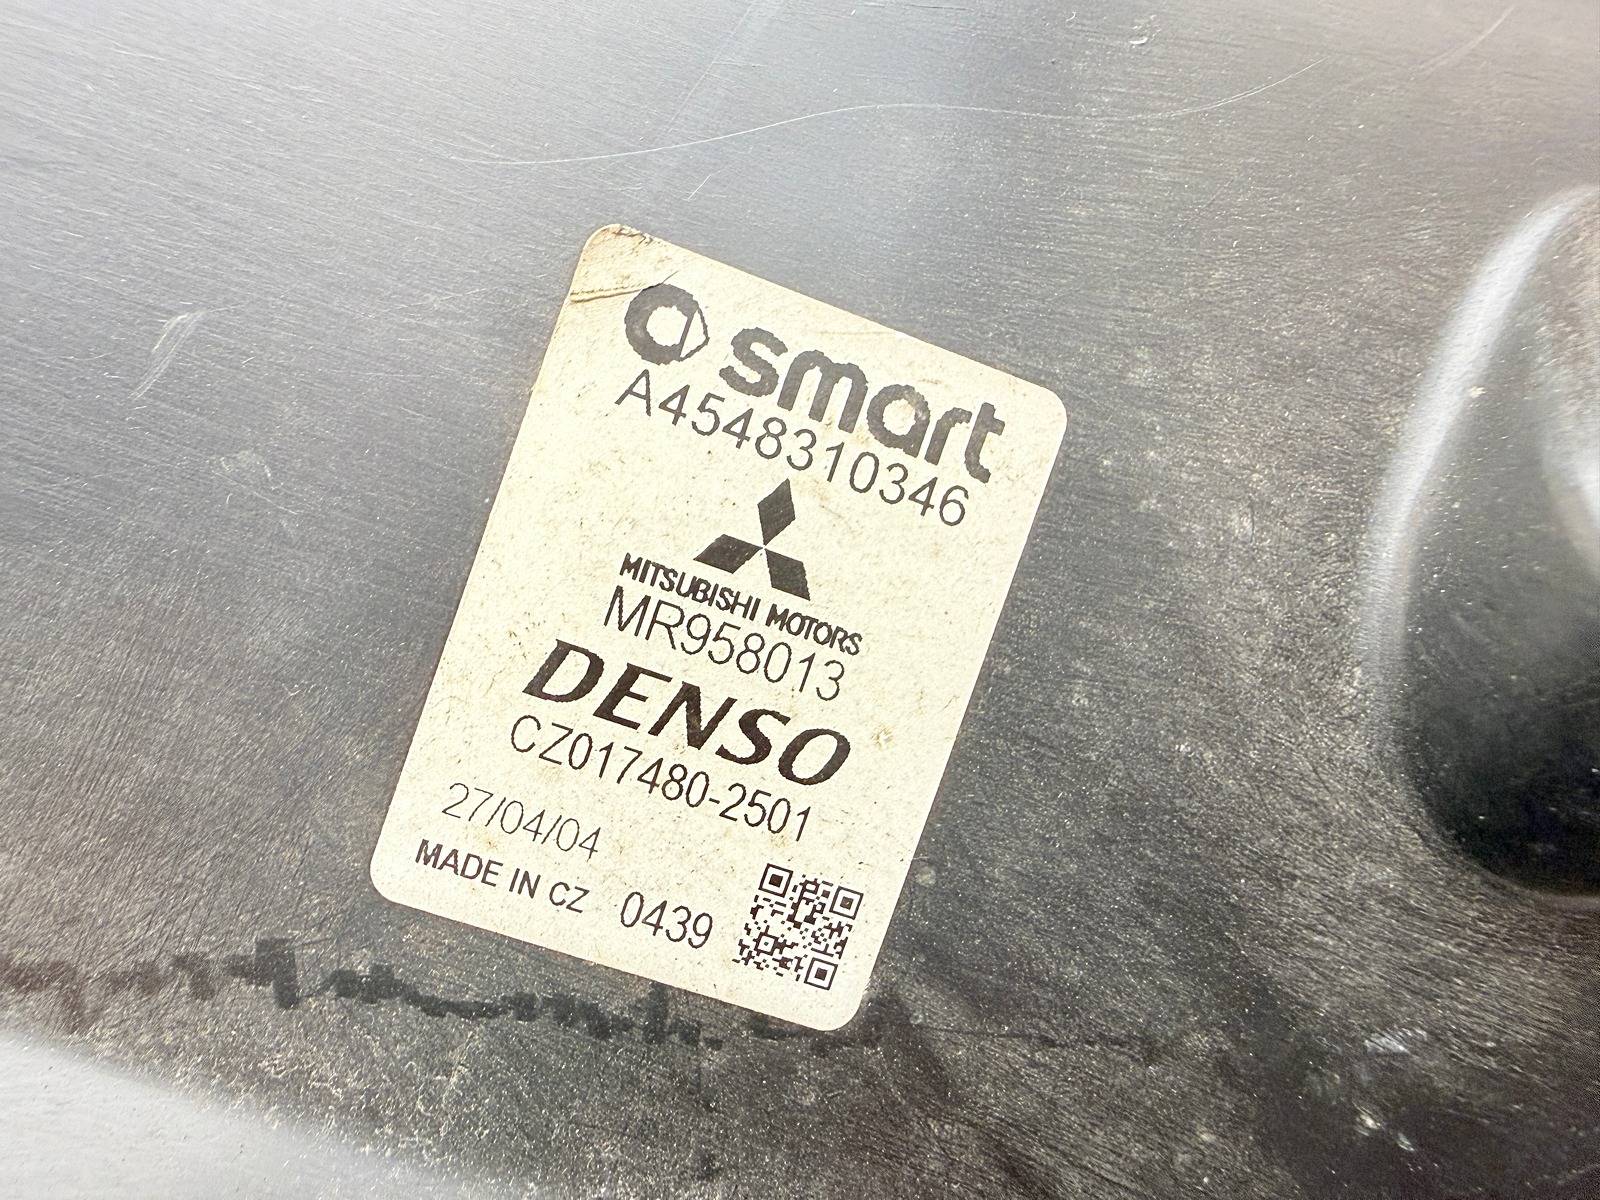 smart
A4548310346
MITSUBISHI MOTORS
MR958013
DENSO
CZ017480-2501
27/04/04
MADE IN CZ 0439